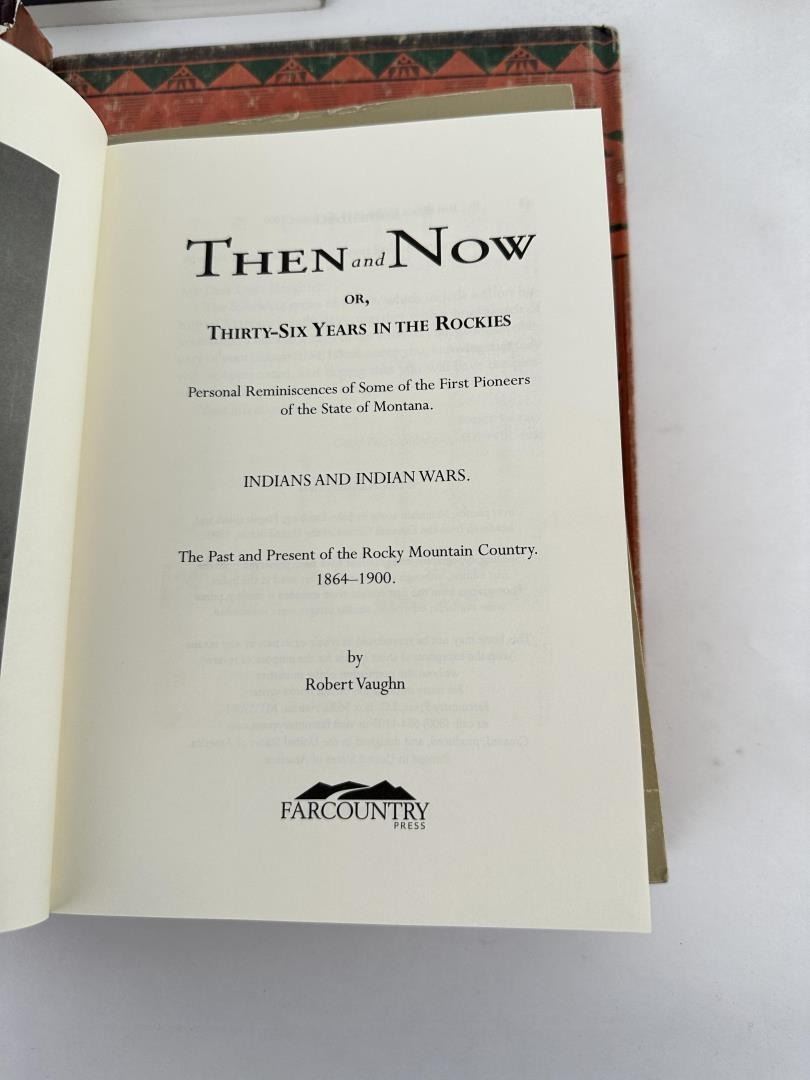 THEN and NOW
OR,
THIRTY-SIX YEARS IN THE ROCKIES
Personal Reminiscences of Some of the First Pioneers
of the State of Montana.
INDIANS AND INDIAN WARS.
The Past and Present of the Rocky Mountain Country.
1864–1900.
by
Robert Vaughn
FARCOUNTRY
PRESS